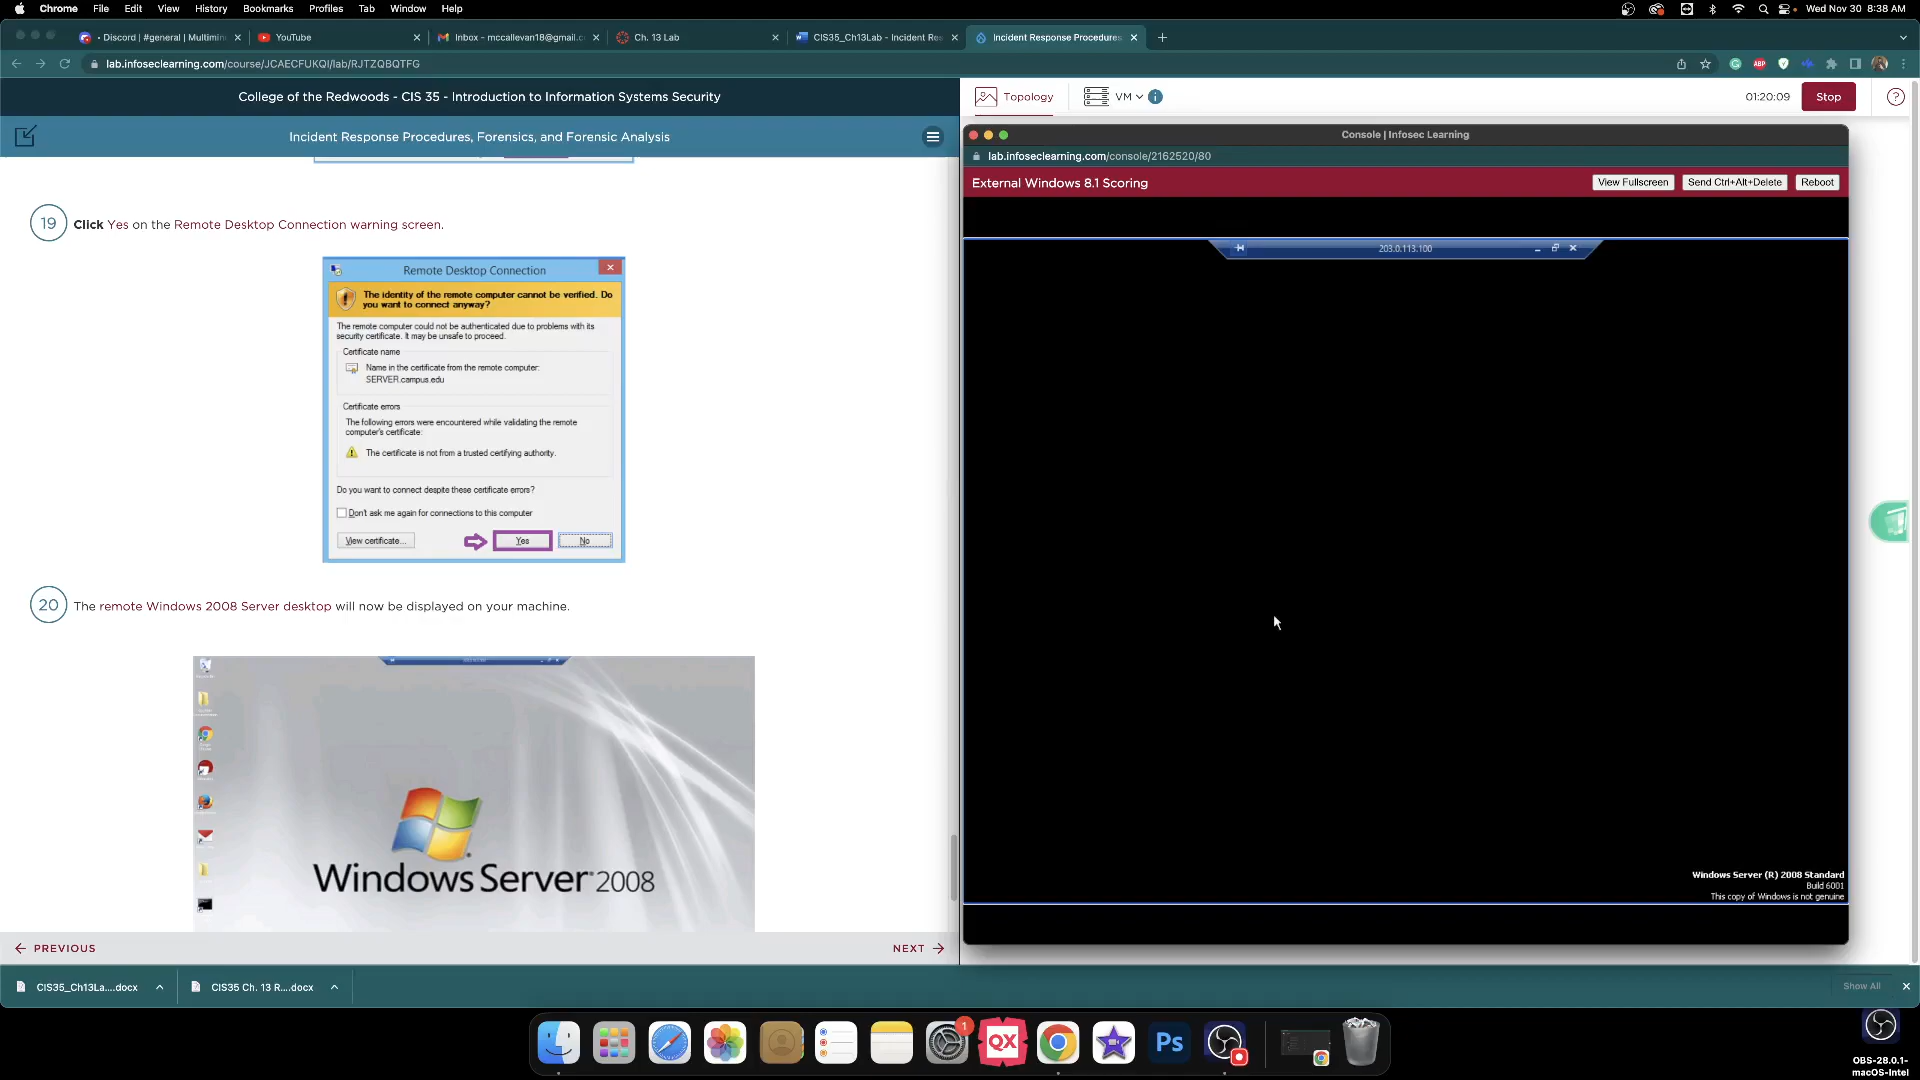 Chrome File Edit View History Bookmarks Profiles Tab Window Help
Wed Nov 30 8:38 AM
• Discord | #general | Multimin
YouTube
Inbox - mccallevan18@gmail.c
Ch. 13 Lab
CIS35_Ch13Lab - Incident Re
Incident Response Procedures
lab.infoseclearning.com/course/JCAECFUKQI/lab/RJTZQBQTFG
ABP
College of the Redwoods - CIS 35 - Introduction to Information Systems Security
Incident Response Procedures, Forensics, and Forensic Analysis
19 Click Yes on the Remote Desktop Connection warning screen.
Remote Desktop Connection
The identity of the remote computer cannot be verified. Do
you want to connect anyway?
The remote computer could not be authenticated due to problems with its
security certificate. It may be unsafe to proceed.
Certificate name
Name in the certificate from the remote computer:
SERVER.campus.edu
Certificate errors
The following errors were encountered while validating the remote
computer's certificate:
The certificate is not from a trusted certifying authority.
Do you want to connect despite these certificate errors?
Don't ask me again for connections to this computer
View certificate...
Yes
No
20 The remote Windows 2008 Server desktop will now be displayed on your machine.
Windows Server 2008
PREVIOUS
NEXT
Topology
VM
01:20:09
Stop
Console | Infosec Learning
lab.infoseclearning.com/console/2162520/80
External Windows 8.1 Scoring
View Fullscreen
Send Ctrl+Alt+Delete
Reboot
203.0.113.100
Windows Server (R) 2008 Standard
Build 6001
This copy of Windows is not genuine
CIS35_Ch13La....docx
CIS35 Ch. 13 R....docx
Show All
1
QX
Ps
OBS-28.0.1-
macOS-Intel